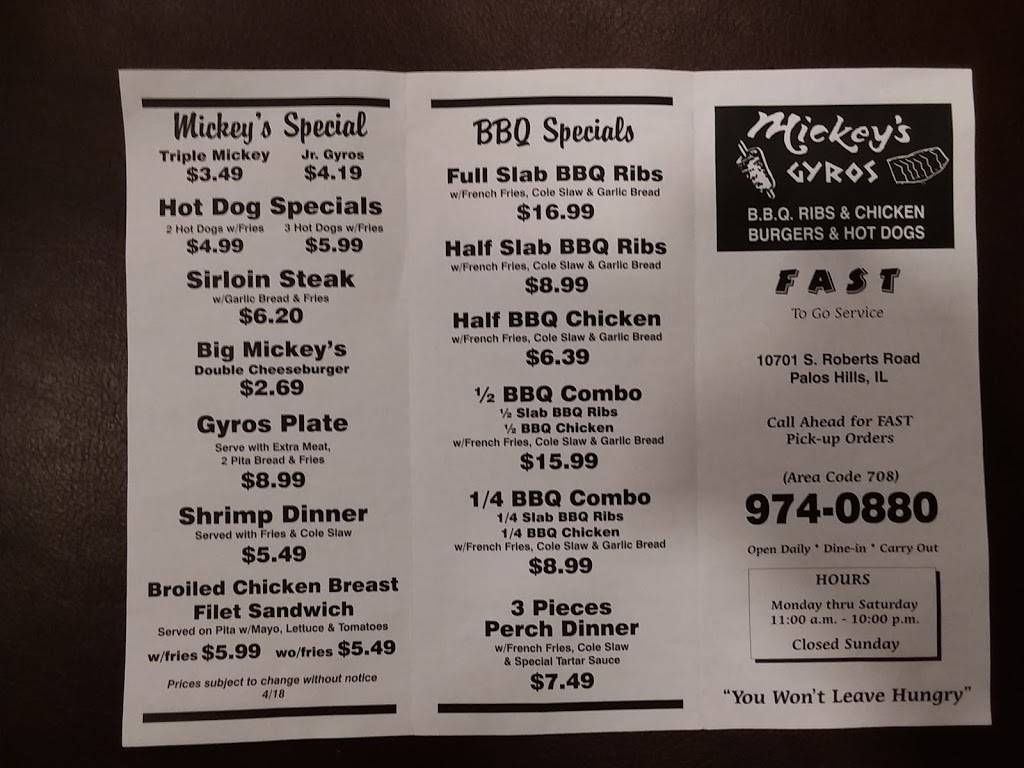 Mickey's Special
Triple Mickey Jr. Gyros
$3.49 $4.19
Hot Dog Specials
2 Hot Dogs w/Fries 3 Hot Dogs w/Fries
$4.99 $5.99
Sirloin Steak
w/Garlic Bread & Fries
$6.20
Big Mickey's
Double Cheeseburger
$2.69
Gyros Plate
Serve with Extra Meat,
2 Pita Bread & Fries
$8.99
Shrimp Dinner
Served with Fries & Cole Slaw
$5.49
Broiled Chicken Breast
Filet Sandwich
Served on Pita w/Mayo, Lettuce & Tomatoes
w/fries $5.99 wo/fries $5.49
Prices subject to change without notice
4/18
BBQ Specials
Full Slab BBQ Ribs
w/French Fries, Cole Slaw & Garlic Bread
$16.99
Half Slab BBQ Ribs
w/French Fries, Cole Slaw & Garlic Bread
$8.99
Half BBQ Chicken
w/French Fries, Cole Slaw & Garlic Bread
$6.39
½ BBQ Combo
½ Slab BBQ Ribs
½ BBQ Chicken
w/French Fries, Cole Slaw & Garlic Bread
$15.99
1/4 BBQ Combo
1/4 Slab BBQ Ribs
1/4 BBQ Chicken
w/French Fries, Cole Slaw & Garlic Bread
$8.99
3 Pieces
Perch Dinner
w/French Fries, Cole Slaw
& Special Tartar Sauce
$7.49
Mickey's
GYROS
B.B.Q. RIBS & CHICKEN
BURGERS & HOT DOGS
FAST
To Go Service
10701 S. Roberts Road
Palos Hills, IL
Call Ahead for FAST
Pick-up Orders
(Area Code 708)
974-0880
Open Daily * Dine-in * Carry Out
HOURS
Monday thru Saturday
11:00 a.m. - 10:00 p.m.
Closed Sunday
"You Won't Leave Hungry"